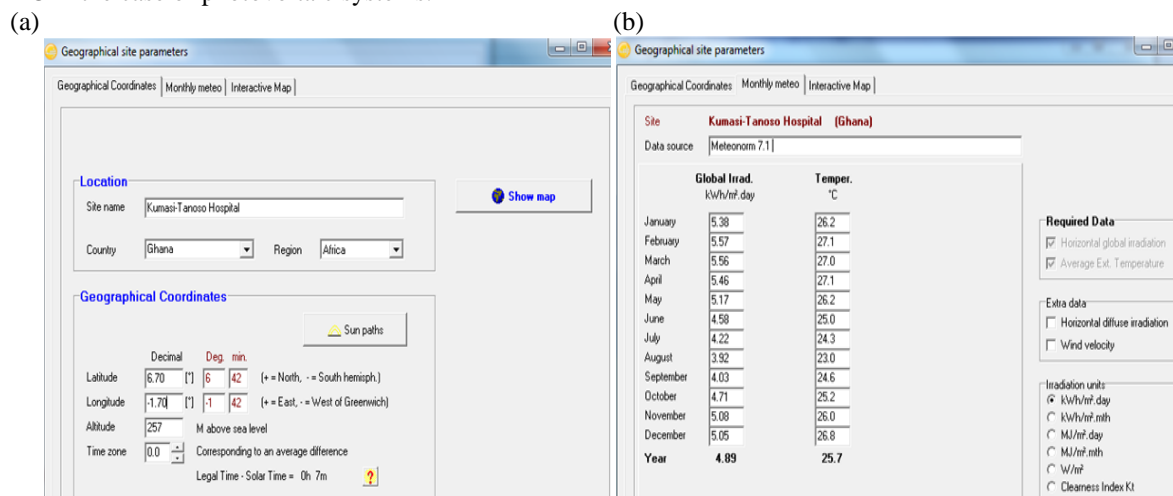 (a)
Geographical site parameters
Geographical Coordinates Monthly meteo Interactive Map
Location
Site name Kumasi-Tanoso Hospital
Show map
Country Ghana Region Africa
Geographical Coordinates
Sun paths
Decimal Deg. min.
Latitude 6.70 [°] 6 42 (+ = North, - = South hemisph.)
Longitude -1.70 [°] -1 42 (+ = East, - = West of Greenwich)
Altitude 257 M above sea level
Time zone 0.0 Corresponding to an average difference
Legal Time - Solar Time = 0h 7m ?
(b)
Geographical site parameters
Geographical Coordinates Monthly meteo Interactive Map
Site Kumasi-Tanoso Hospital (Ghana)
Data source Meteonorm 7.1
Global Irrad. Temper.
kWh/m².day °C
January 5.38 26.2
February 5.57 27.1
March 5.56 27.0
April 5.46 27.1
May 5.17 26.2
June 4.58 25.0
July 4.22 24.3
August 3.92 23.0
September 4.03 24.6
October 4.71 25.2
November 5.08 26.0
December 5.05 26.8
Year 4.89 25.7
Required Data
Horizontal global irradiation
Average Ext. Temperature
Extra data
Horizontal diffuse irradiation
Wind velocity
Irradiation units
kWh/m².day
kWh/m².mth
MJ/m².day
MJ/m².mth
W/m²
Clearness Index Kt